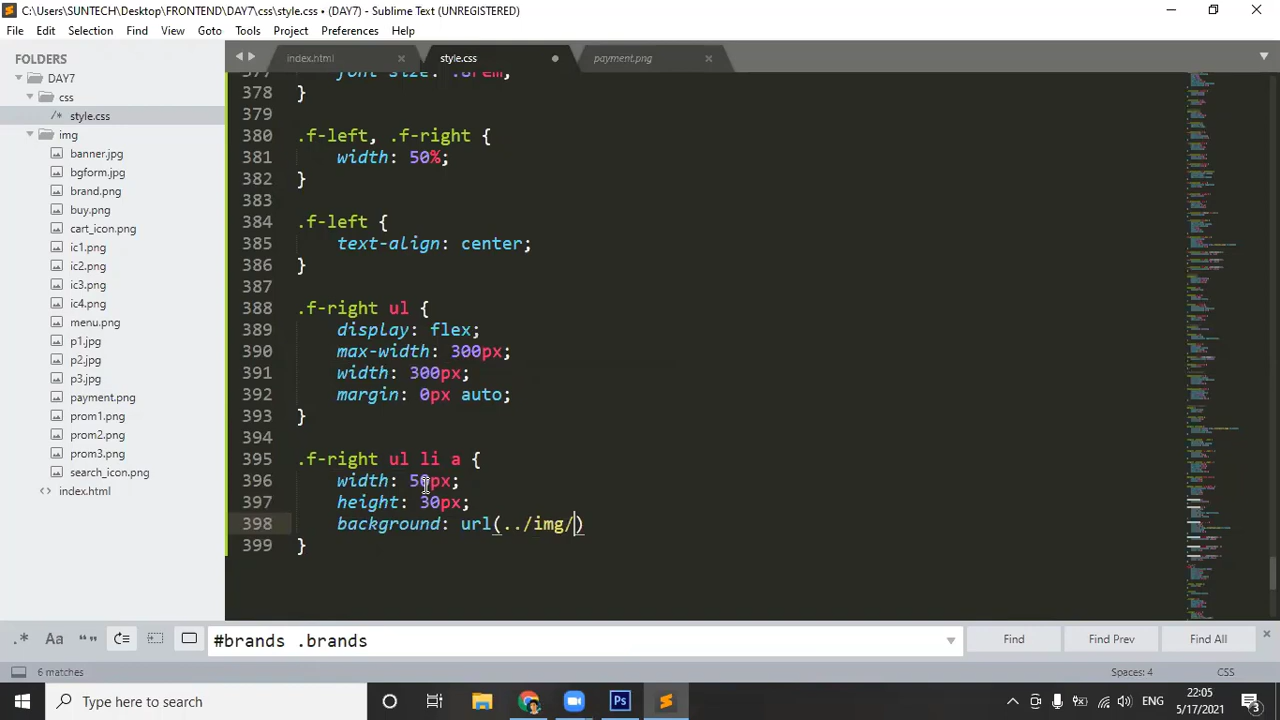 C:\Users\SUNTECH\Desktop\FRONTEND\DAY7\css\style.css • (DAY7) - Sublime Text (UNREGISTERED)
File Edit Selection Find View Goto Tools Project Preferences Help
FOLDERS
DAY7
css
/* style.css
img
banner.jpg
bgform.jpg
brand.png
buy.png
cart_icon.png
ic1.png
ic2.png
ic3.png
ic4.png
menu.png
p1.jpg
p2.jpg
p3.jpg
payment.png
prom1.png
prom2.png
prom3.png
search_icon.png
<> index.html
index.html
style.css
payment.png
377 font-size: .8rem;
378 }
379
380 .f-left, .f-right {
381 width: 50%;
382 }
383
384 .f-left {
385 text-align: center;
386 }
387
388 .f-right ul {
389 display: flex;
390 max-width: 300px;
391 width: 300px;
392 margin: 0px auto;
393 }
394
395 .f-right ul li a {
396 width: 50px;
397 height: 30px;
398 background: url(../img/)
399 }
.* Aa “” #brands .brands Find Find Prev Find All
6 matches Spaces: 4 CSS
Type here to search
Ps
ENG
22:05
5/17/2021
3